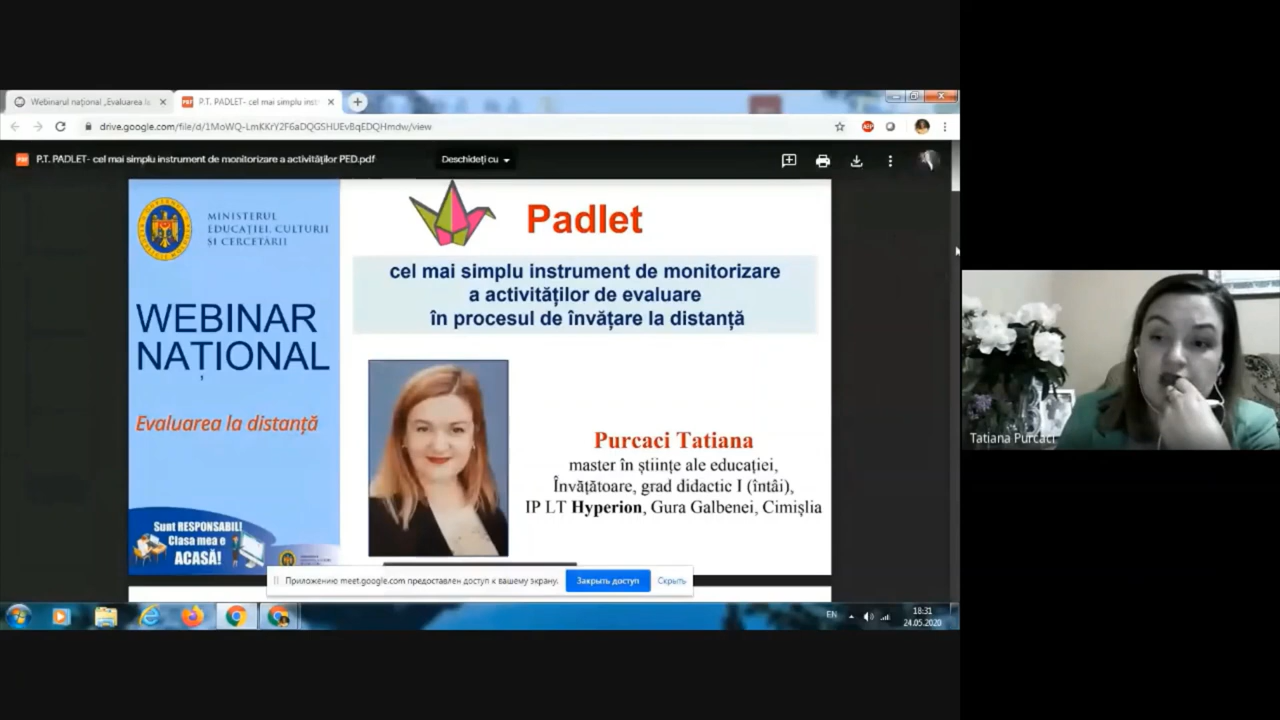 Webinarul național „Evaluarea la
P.T. PADLET- cel mai simplu inst
drive.google.com/file/d/1MoWQ-LmKKrY2F6aDQGSHUEvBqEDQHmdw/view
P.T. PADLET- cel mai simplu instrument de monitorizare a activităților PED.pdf
Deschideți cu
MINISTERUL
EDUCAȚIEI, CULTURII
ȘI CERCETĂRII
WEBINAR
NAȚIONAL
Evaluarea la distanță
Sunt RESPONSABIL!
Clasa mea e
ACASĂ!
Padlet
cel mai simplu instrument de monitorizare
a activităților de evaluare
în procesul de învățare la distanță
Purcaci Tatiana
master în științe ale educației,
Învățătoare, grad didactic I (întâi),
IP LT Hyperion, Gura Galbenei, Cimișlia
Приложению meet.google.com предоставлен доступ к вашему экрану.
Закрыть доступ
Скрыть
EN
18:31
24.05.2020
Tatiana Purcaci